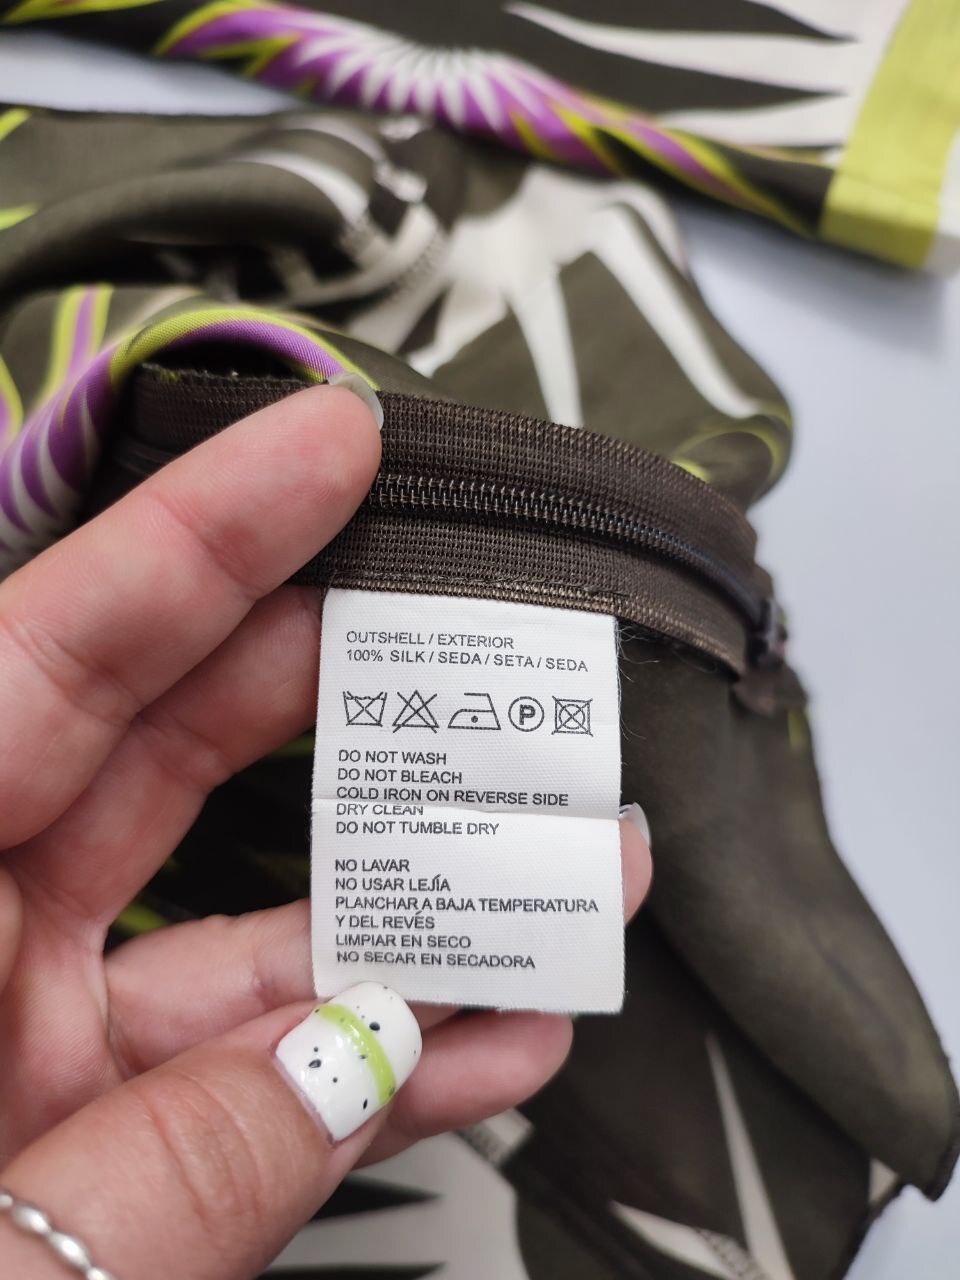 OUTSHELL / EXTERIOR
100% SILK / SEDA / SETA / SEDA
P
DO NOT WASH
DO NOT BLEACH
COLD IRON ON REVERSE SIDE
DRY CLEAN
DO NOT TUMBLE DRY
NO LAVAR
NO USAR LEJÍA
PLANCHAR A BAJA TEMPERATURA
Y DEL REVÉS
LIMPIAR EN SECO
NO SECAR EN SECADORA